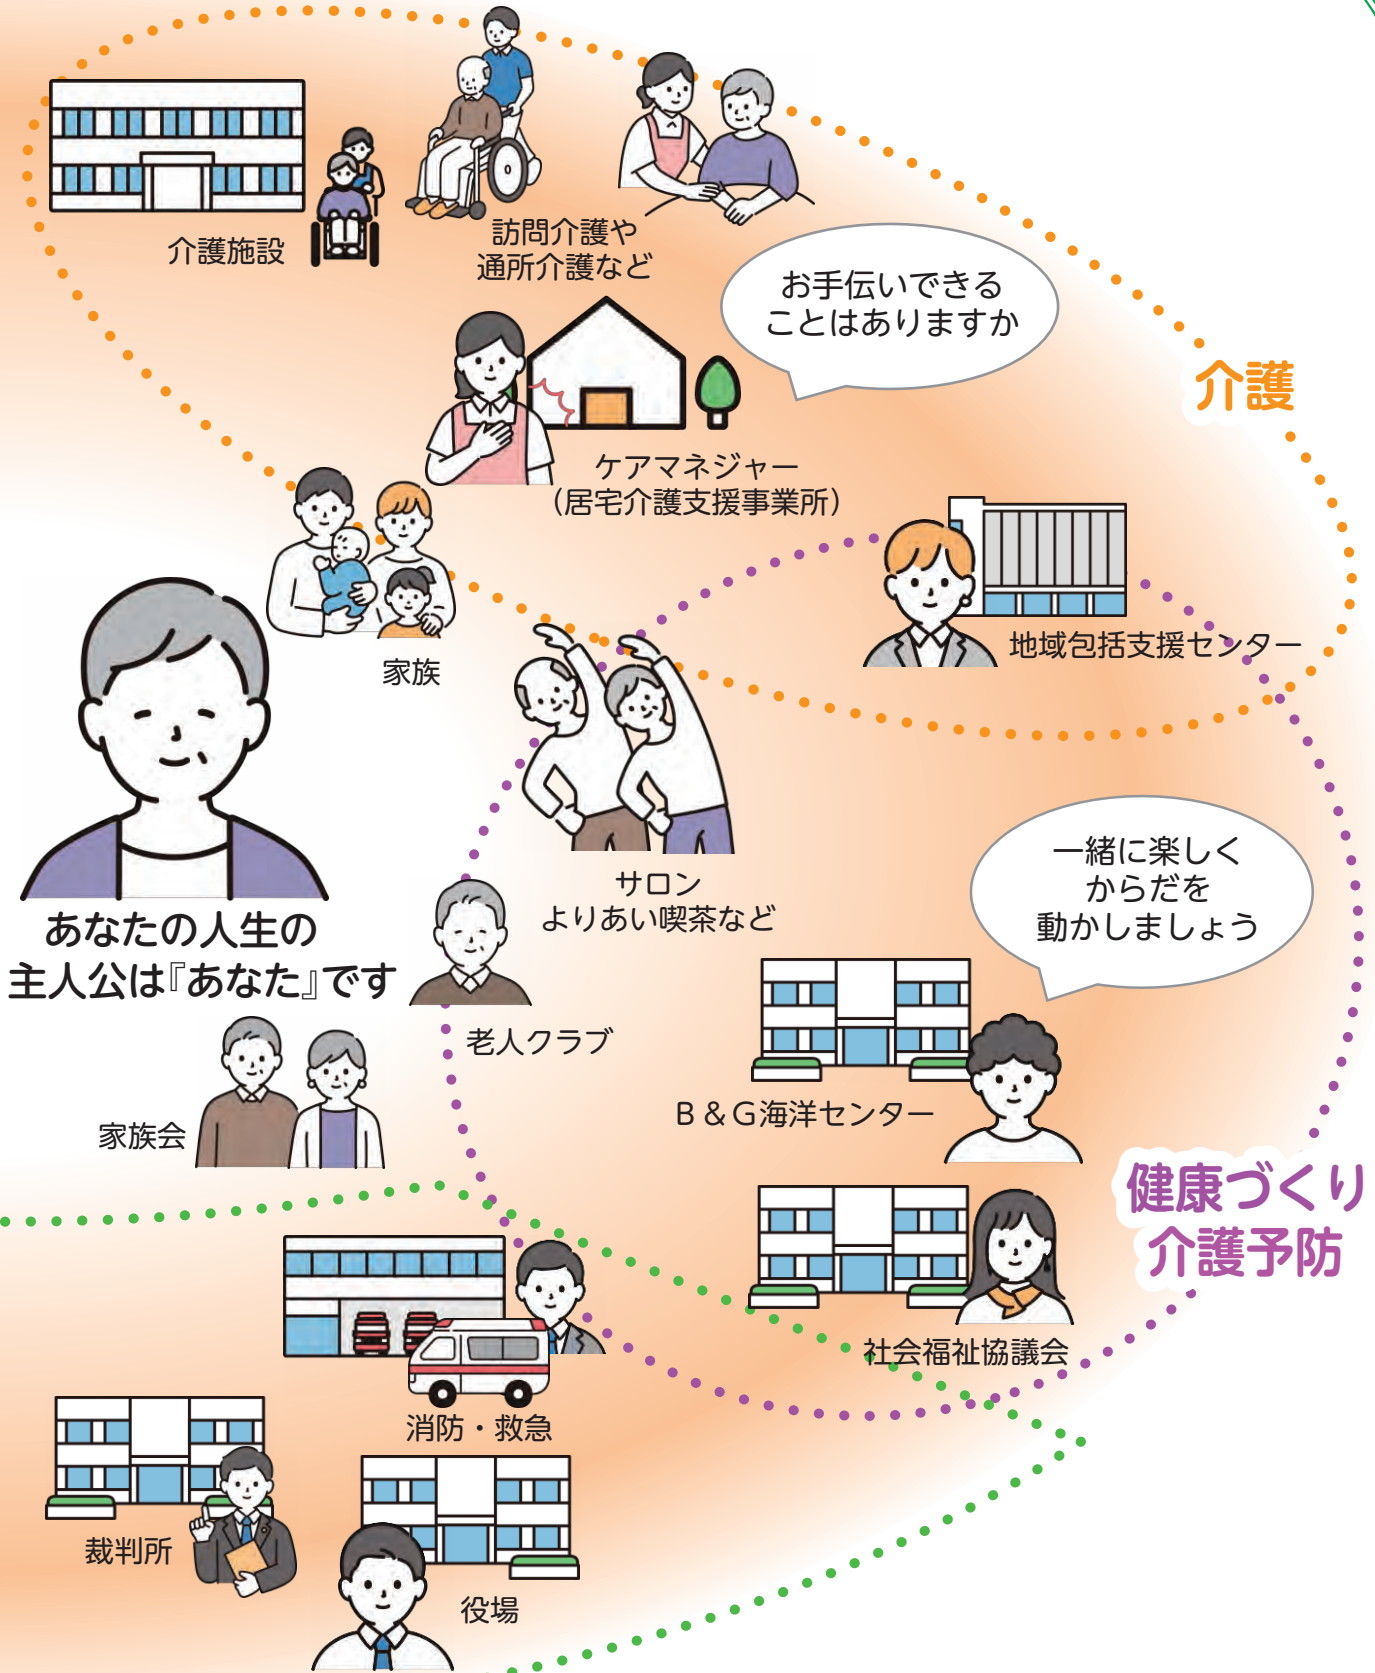 介護施設
訪問介護や
通所介護など
お手伝いできる
ことはありますか
介護
ケアマネジャー
（居宅介護支援事業所）
地域包括支援センター
家族
サロン
よりあい喫茶など
一緒に楽しく
からだを
動かしましょう
あなたの人生の
主人公は『あなた』です
老人クラブ
B＆G海洋センター
家族会
健康づくり
介護予防
社会福祉協議会
消防・救急
裁判所
役場